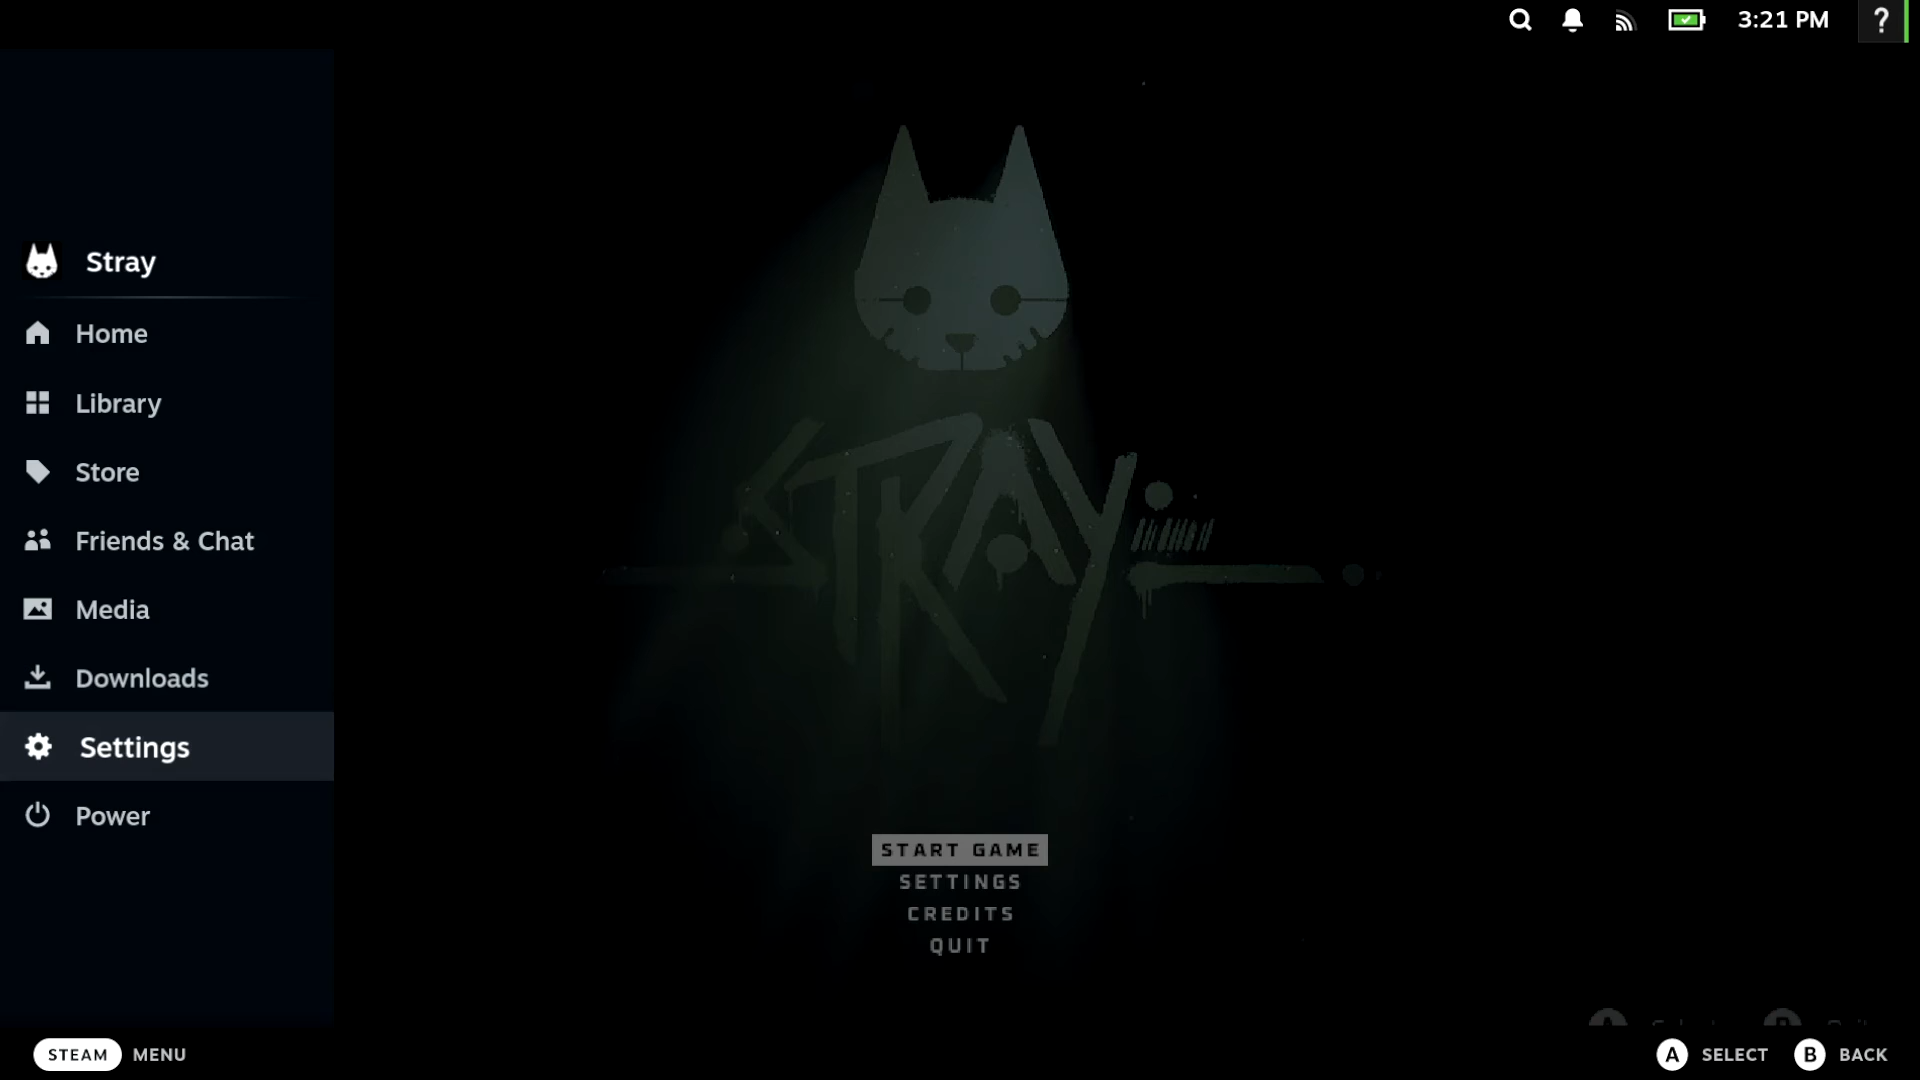 3:21 PM
?
Stray
Home
Library
Store
Friends & Chat
Media
Downloads
Settings
Power
STRAY
START GAME
SETTINGS
CREDITS
QUIT
STEAM MENU
A SELECT B BACK